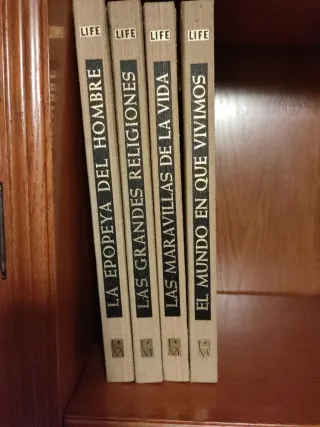 LIFE
LA EPOPEYA DEL HOMBRE
LIFE
LAS GRANDES RELIGIONES
LIFE
LAS MARAVILLAS DE LA VIDA
LIFE
EL MUNDO EN QUE VIVIMOS